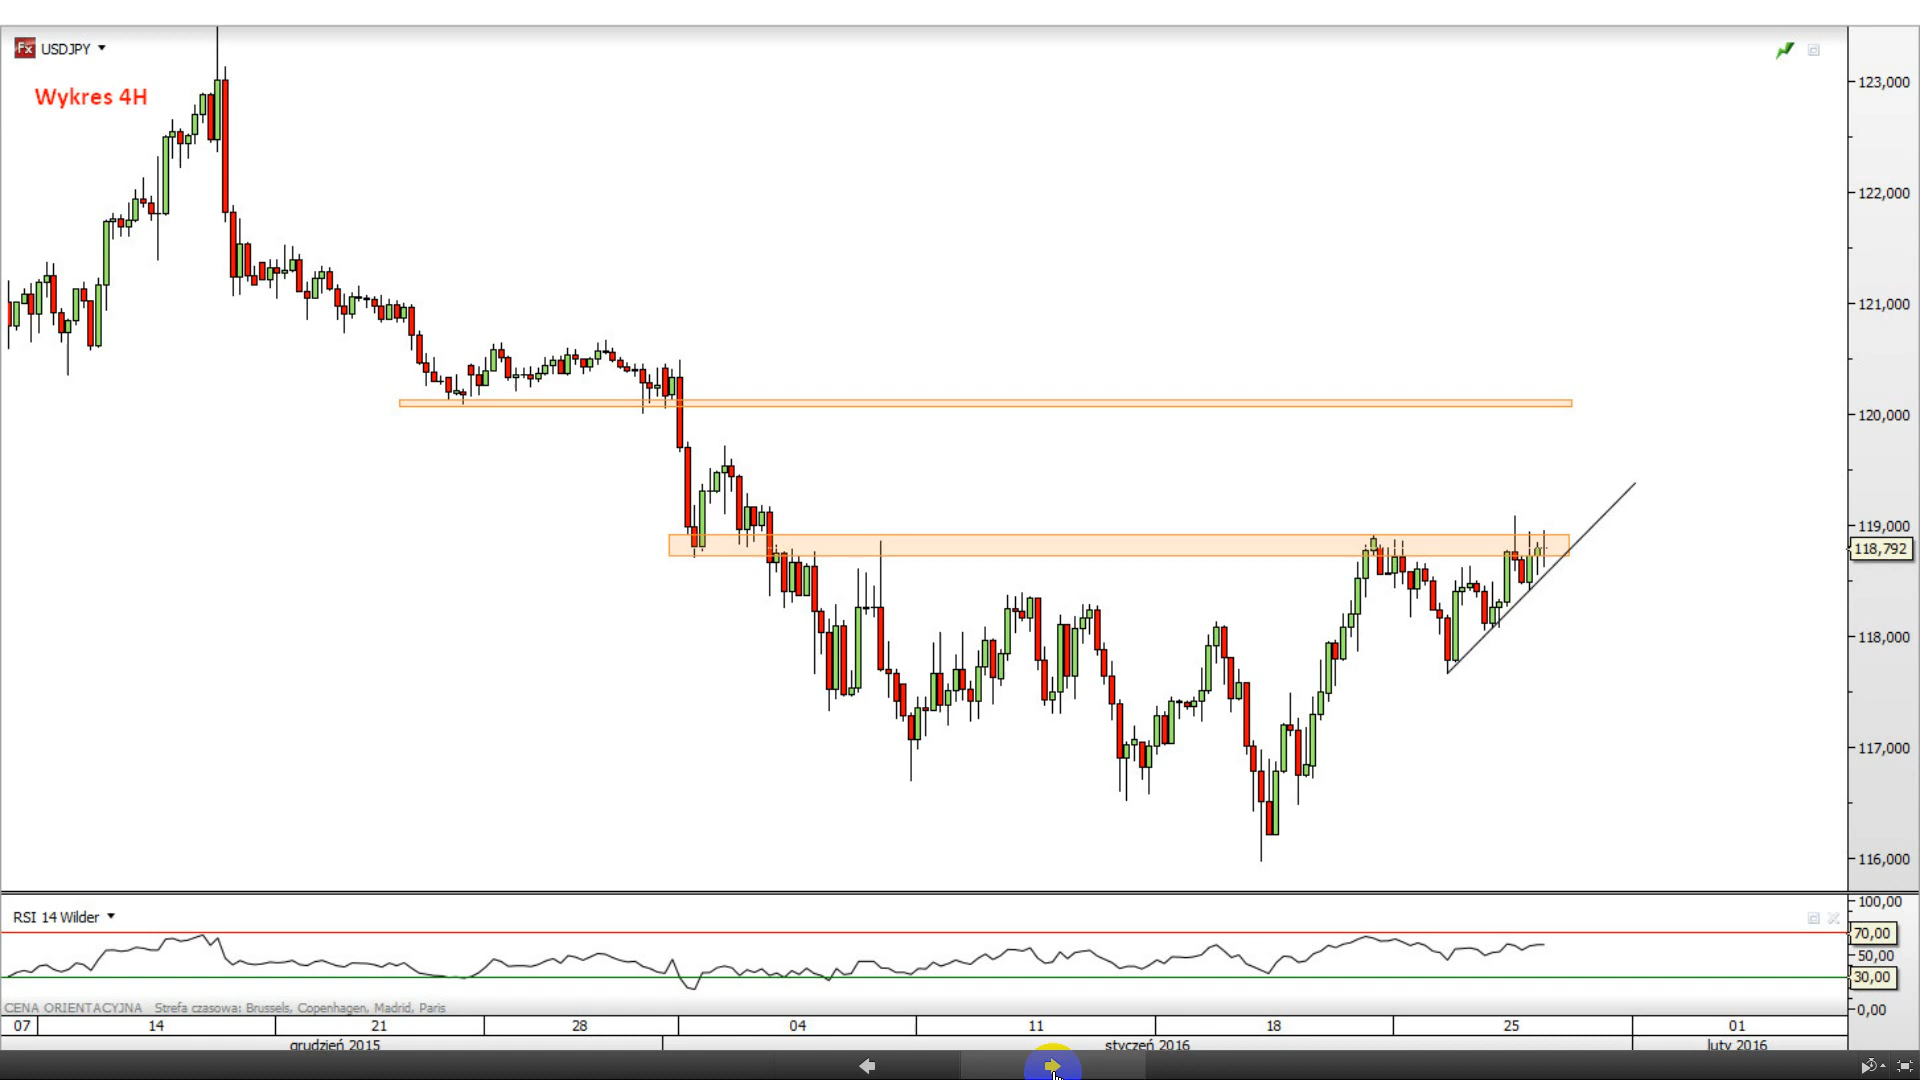 Fx USDJPY
Wykres 4H
123,000
122,000
121,000
120,000
119,000
118,792
118,000
117,000
116,000
RSI 14 Wilder
100,00
70,00
50,00
30,00
0,00
CENA ORIENTACYJNA Strefa czasowa: Brussels, Copenhagen, Madrid, Paris
07 14 21 28 04 11 18 25 01
grudzień 2015 styczeń 2016 luty 2016